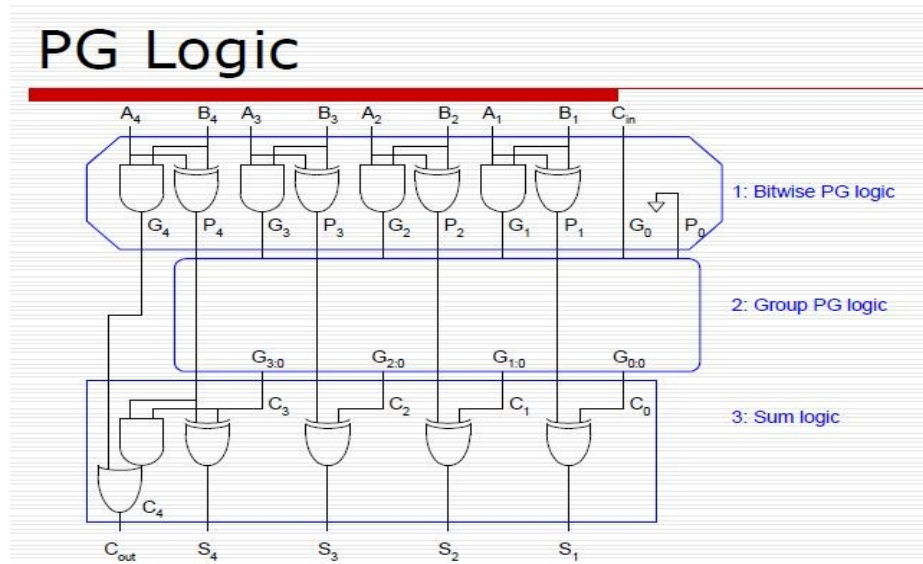 PG Logic
A4 B4 A3 B3 A2 B2 A1 B1 Cin
1: Bitwise PG logic
G4 P4 G3 P3 G2 P2 G1 P1 G0 P0
2: Group PG logic
G3:0 G2:0 G1:0 G0:0
C3 C2 C1 C0
3: Sum logic
C4
Cout S4 S3 S2 S1